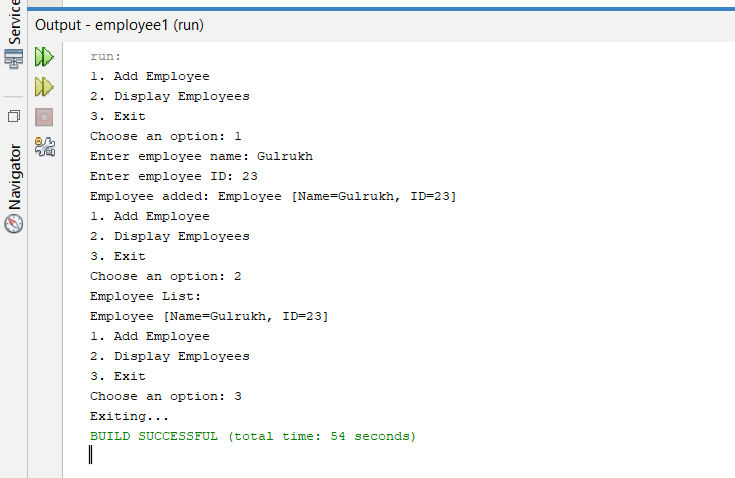 Service
Navigator
Output - employee1 (run)
run:
1. Add Employee
2. Display Employees
3. Exit
Choose an option: 1
Enter employee name: Gulrukh
Enter employee ID: 23
Employee added: Employee [Name=Gulrukh, ID=23]
1. Add Employee
2. Display Employees
3. Exit
Choose an option: 2
Employee List:
Employee [Name=Gulrukh, ID=23]
1. Add Employee
2. Display Employees
3. Exit
Choose an option: 3
Exiting...
BUILD SUCCESSFUL (total time: 54 seconds)